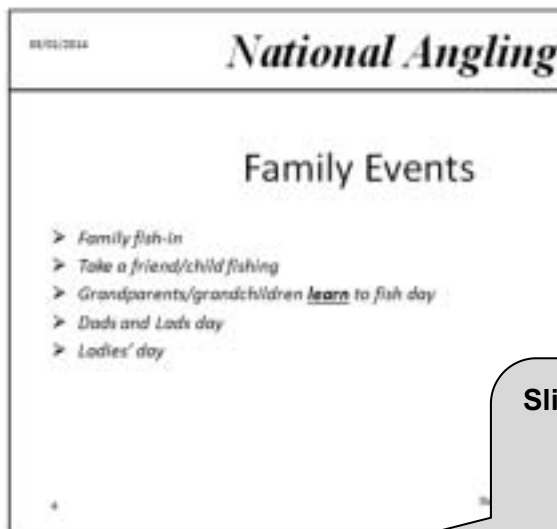 National Angling
Family Events
➢ Family fish-in
➢ Take a friend/child fishing
➢ Grandparents/grandchildren learn to fish day
➢ Dads and Lads day
➢ Ladies' day
Sli
4